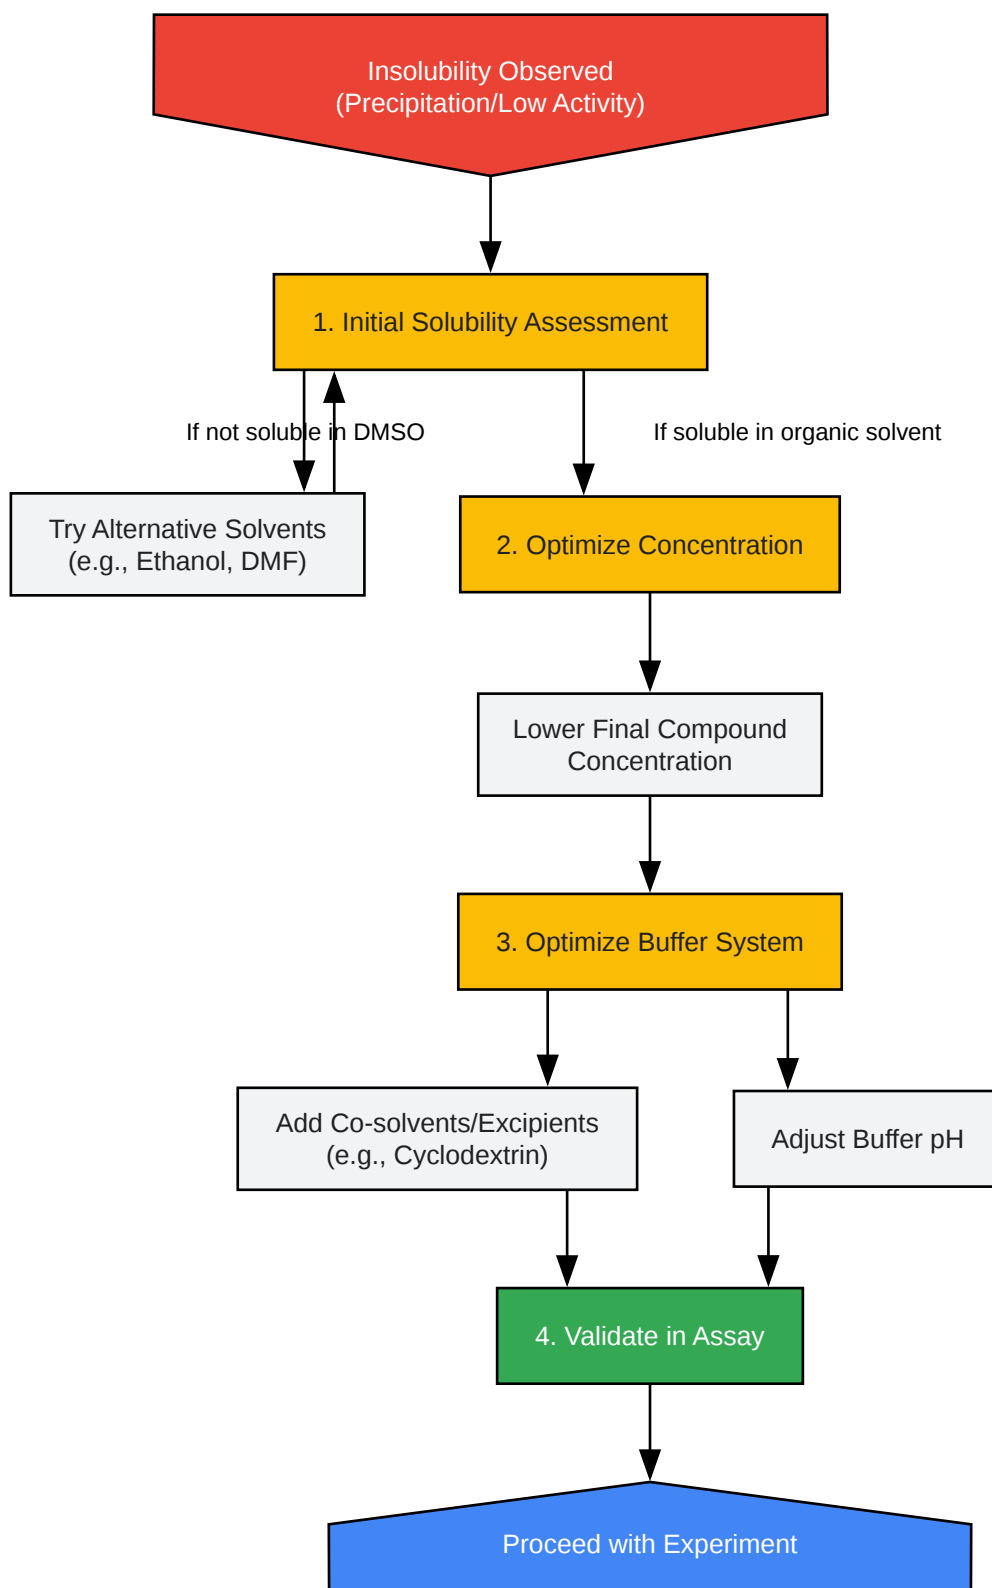 Insolubility Observed
(Precipitation/Low Activity)
1. Initial Solubility Assessment
If not soluble in DMSO
If soluble in organic solvent
Try Alternative Solvents
(e.g., Ethanol, DMF)
2. Optimize Concentration
Lower Final Compound
Concentration
3. Optimize Buffer System
Add Co-solvents/Excipients
(e.g., Cyclodextrin)
Adjust Buffer pH
4. Validate in Assay
Proceed with Experiment